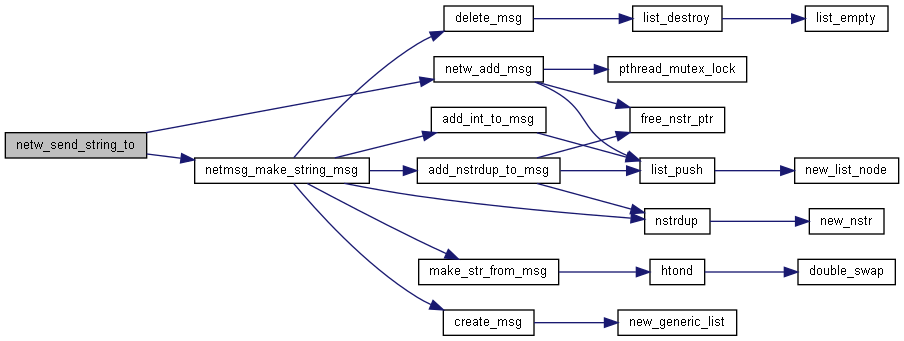 delete_msg
list_destroy
list_empty
netw_add_msg
pthread_mutex_lock
add_int_to_msg
free_nstr_ptr
netw_send_string_to
netmsg_make_string_msg
add_nstrdup_to_msg
list_push
new_list_node
nstrdup
new_nstr
make_str_from_msg
htond
double_swap
create_msg
new_generic_list